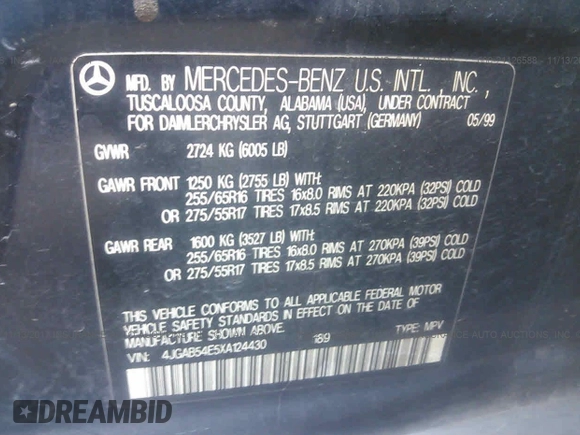 MFD. BY MERCEDES-BENZ U.S. INTL., INC.,
TUSCALOOSA COUNTY, ALABAMA (USA), UNDER CONTRACT
FOR DAIMLERCHRYSLER AG, STUTTGART (GERMANY) 05/99
GVWR 2724 KG (6005 LB)
GAWR FRONT 1250 KG (2755 LB) WITH:
255/65R16 TIRES 16x8.0 RIMS AT 220KPA (32PSI) COLD
OR 275/55R17 TIRES 17x8.5 RIMS AT 220KPA (32PSI) COLD
GAWR REAR 1600 KG (3527 LB) WITH:
255/65R16 TIRES 16x8.0 RIMS AT 270KPA (39PSI) COLD
OR 275/55R17 TIRES 17x8.5 RIMS AT 270KPA (39PSI) COLD
THIS VEHICLE CONFORMS TO ALL APPLICABLE FEDERAL MOTOR
VEHICLE SAFETY STANDARDS IN EFFECT ON THE DATE OF
MANUFACTURE SHOWN ABOVE. 189 TYPE: MPV
VIN: 4JGAB54E5XA124430
DREAMBID